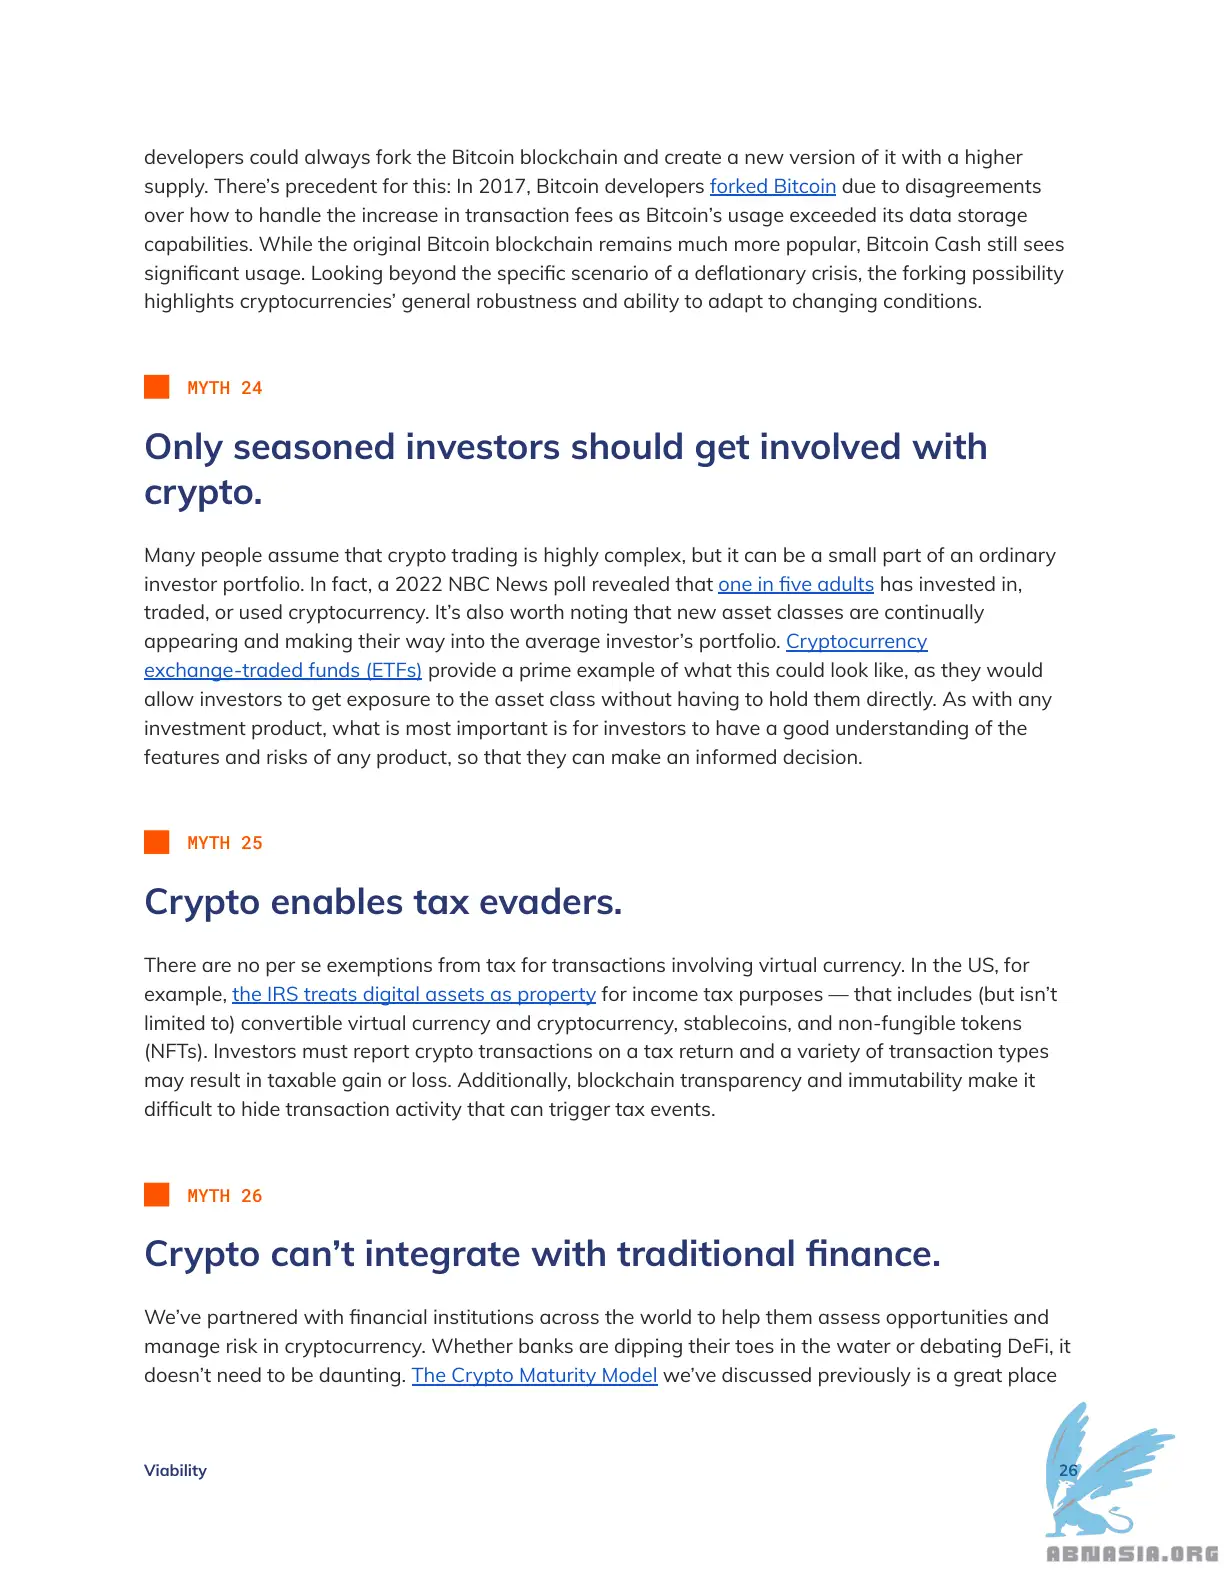 developers could always fork the Bitcoin blockchain and create a new version of it with a higher
supply. There’s precedent for this: In 2017, Bitcoin developers forked Bitcoin due to disagreements
over how to handle the increase in transaction fees as Bitcoin’s usage exceeded its data storage
capabilities. While the original Bitcoin blockchain remains much more popular, Bitcoin Cash still sees
significant usage. Looking beyond the specific scenario of a deflationary crisis, the forking possibility
highlights cryptocurrencies’ general robustness and ability to adapt to changing conditions.
MYTH 24
Only seasoned investors should get involved with
crypto.
Many people assume that crypto trading is highly complex, but it can be a small part of an ordinary
investor portfolio. In fact, a 2022 NBC News poll revealed that one in five adults has invested in,
traded, or used cryptocurrency. It’s also worth noting that new asset classes are continually
appearing and making their way into the average investor’s portfolio. Cryptocurrency
exchange-traded funds (ETFs) provide a prime example of what this could look like, as they would
allow investors to get exposure to the asset class without having to hold them directly. As with any
investment product, what is most important is for investors to have a good understanding of the
features and risks of any product, so that they can make an informed decision.
MYTH 25
Crypto enables tax evaders.
There are no per se exemptions from tax for transactions involving virtual currency. In the US, for
example, the IRS treats digital assets as property for income tax purposes — that includes (but isn’t
limited to) convertible virtual currency and cryptocurrency, stablecoins, and non-fungible tokens
(NFTs). Investors must report crypto transactions on a tax return and a variety of transaction types
may result in taxable gain or loss. Additionally, blockchain transparency and immutability make it
difficult to hide transaction activity that can trigger tax events.
MYTH 26
Crypto can’t integrate with traditional finance.
We’ve partnered with financial institutions across the world to help them assess opportunities and
manage risk in cryptocurrency. Whether banks are dipping their toes in the water or debating DeFi, it
doesn’t need to be daunting. The Crypto Maturity Model we’ve discussed previously is a great place
Viability
26
ABNASIA.ORG